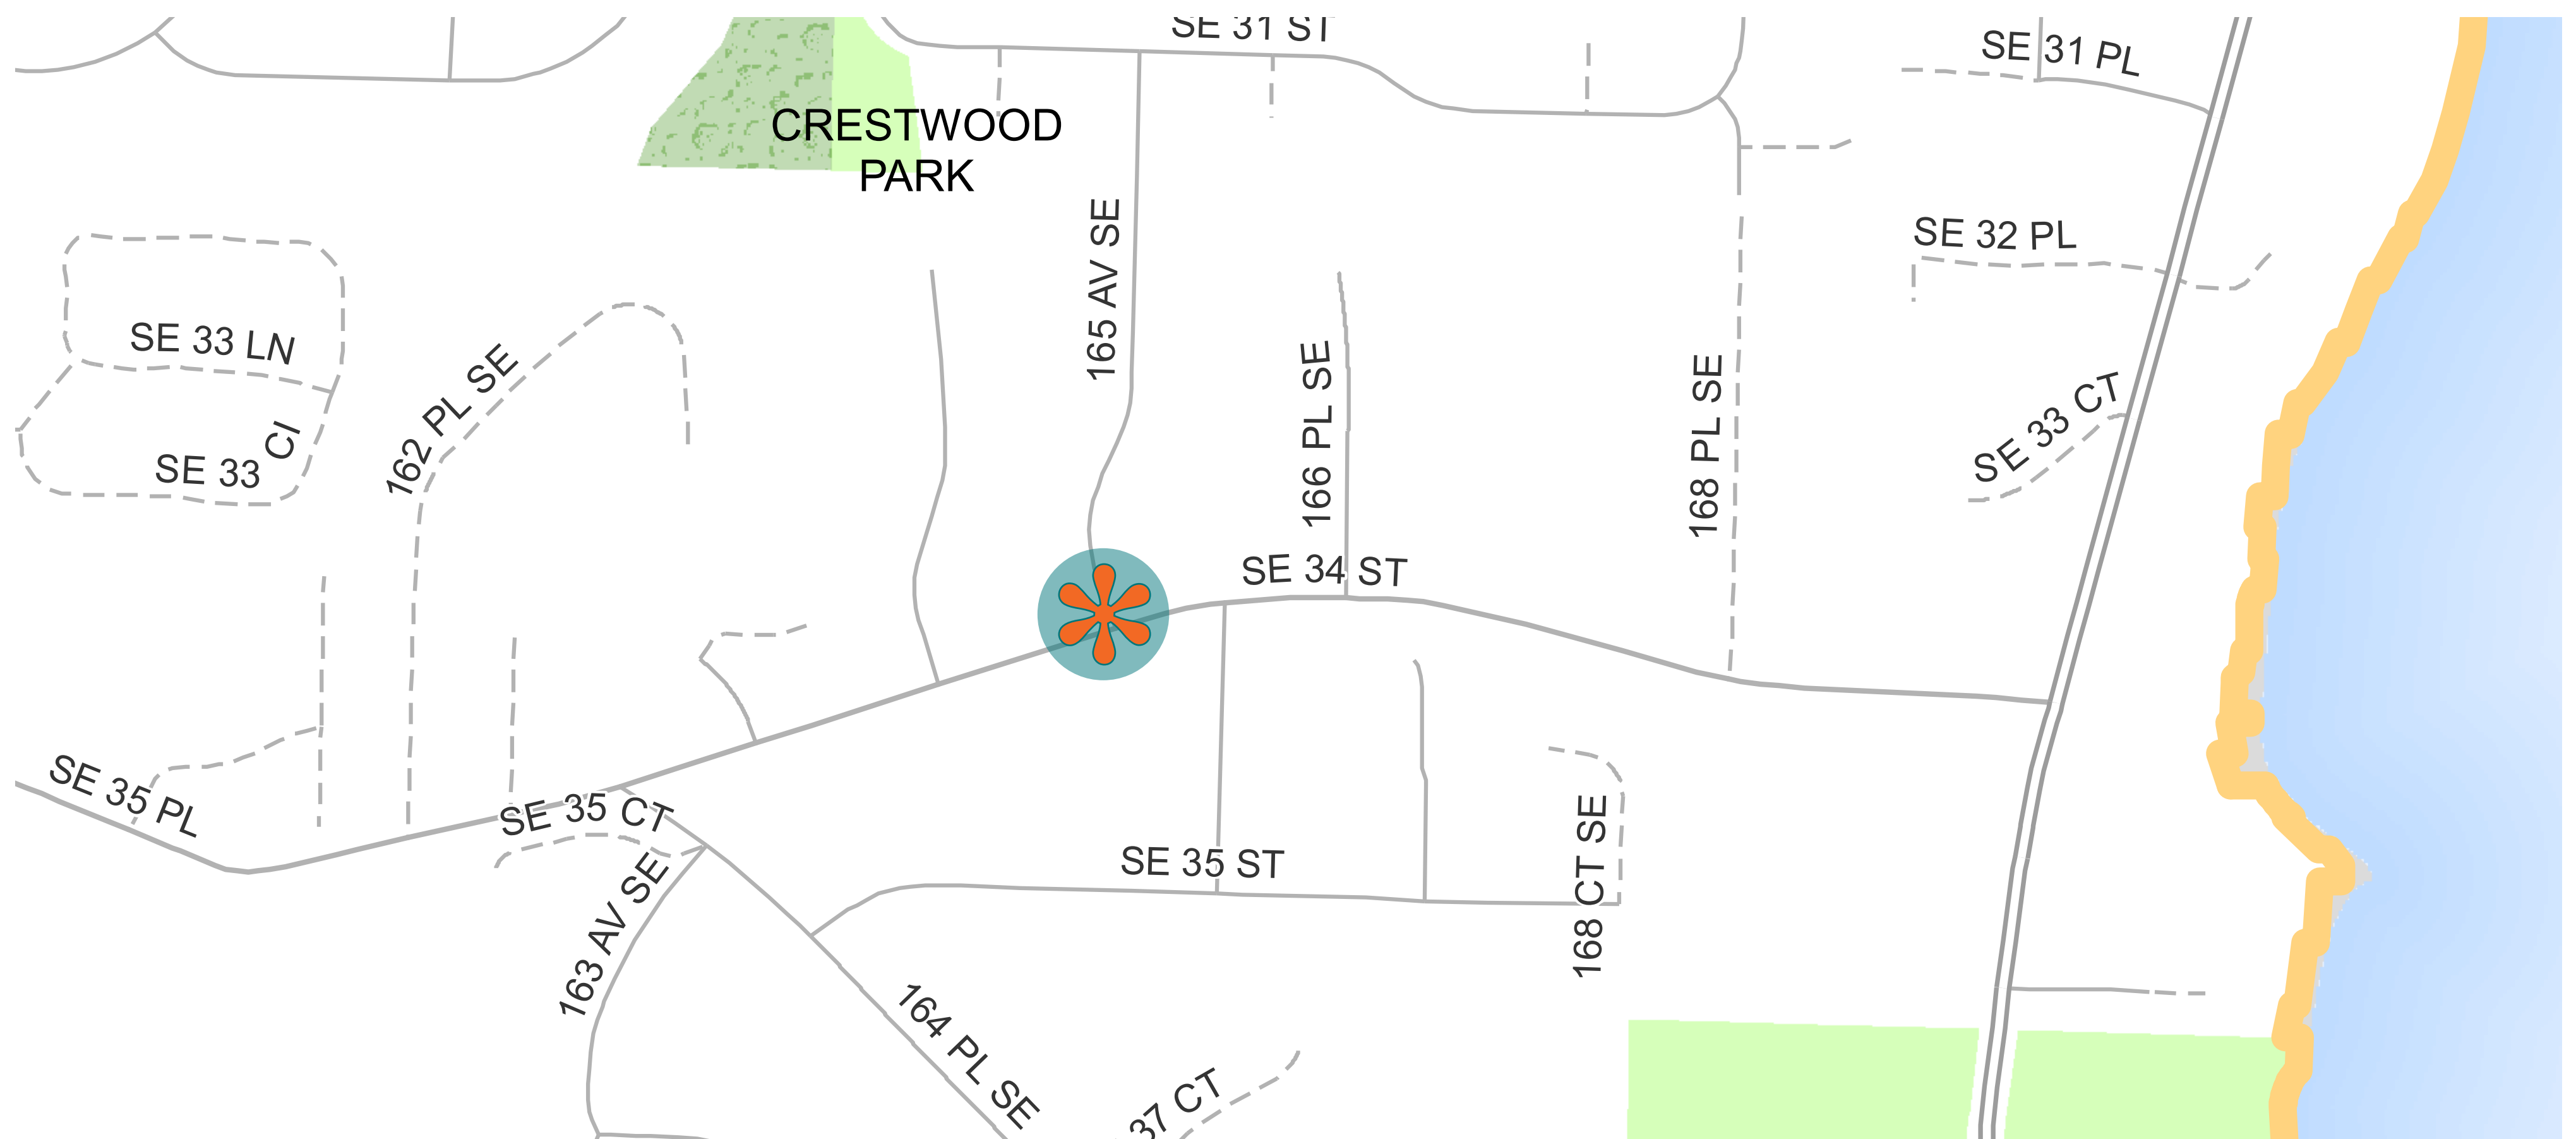 SE 31 ST
SE 31 PL
CRESTWOOD
PARK
165 AV SE
SE 32 PL
SE 33 LN
162 PL SE
166 PL SE
168 PL SE
SE 33 CT
SE 33 CI
SE 34 ST
SE 35 PL
SE 35 CT
163 AV SE
SE 35 ST
168 CT SE
164 PL SE
37 CT